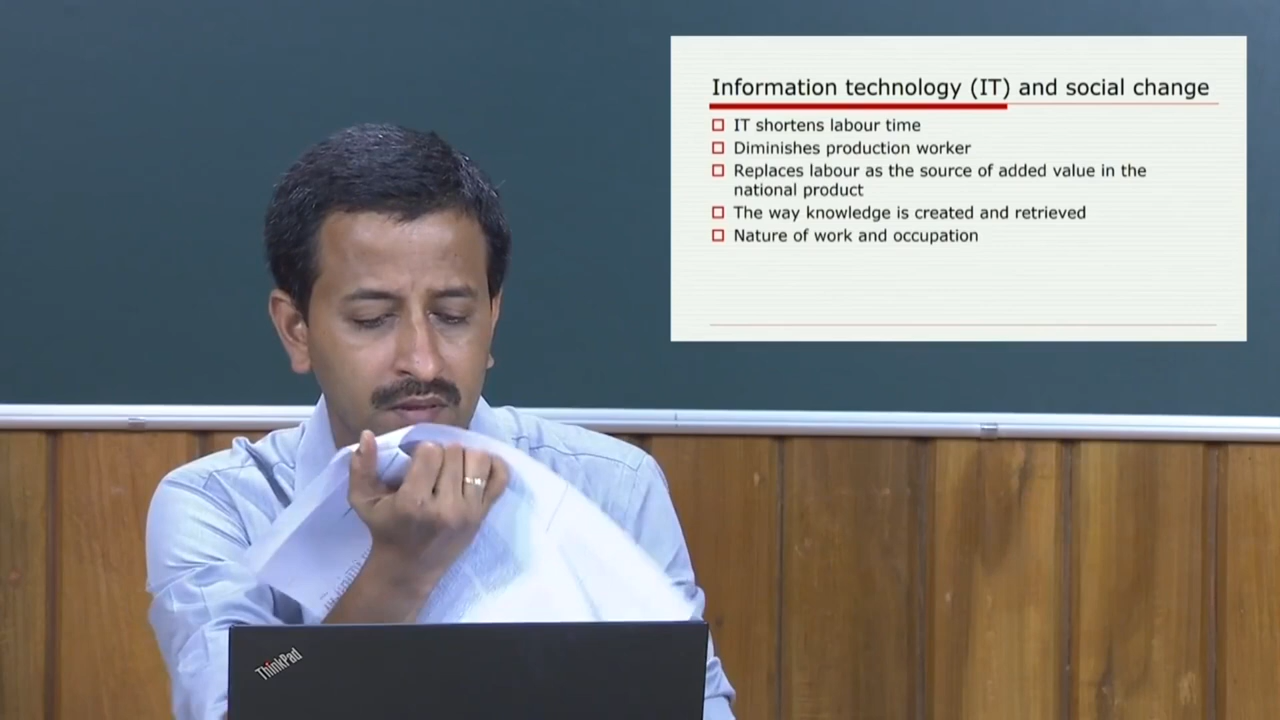 Information technology (IT) and social change
IT shortens labour time
Diminishes production worker
Replaces labour as the source of added value in the
national product
The way knowledge is created and retrieved
Nature of work and occupation
ThinkPad